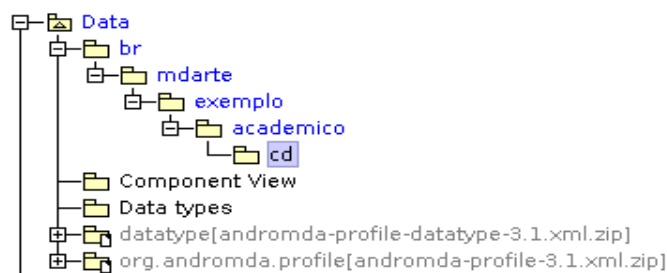 Data
br
mdarte
exemplo
academico
cd
Component View
Data types
datatype[andromda-profile-datatype-3.1.xml.zip]
org.andromda.profile[andromda-profile-3.1.xml.zip]